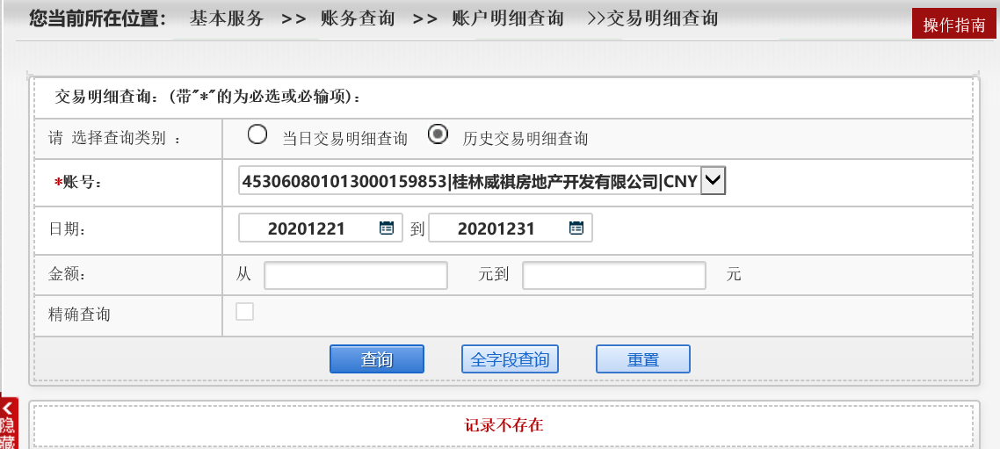 您当前所在位置： 基本服务 >> 账务查询 >> 账户明细查询 >>交易明细查询
操作指南
交易明细查询：(带"*"的为必选或必输项)：
请 选择查询类别 ： 当日交易明细查询 历史交易明细查询
*账号： 453060801013000159853|桂林威祺房地产开发有限公司|CNY
日期： 20201221 到 20201231
金额： 从 元到 元
精确查询
查询 全字段查询 重置
隐藏
记录不存在